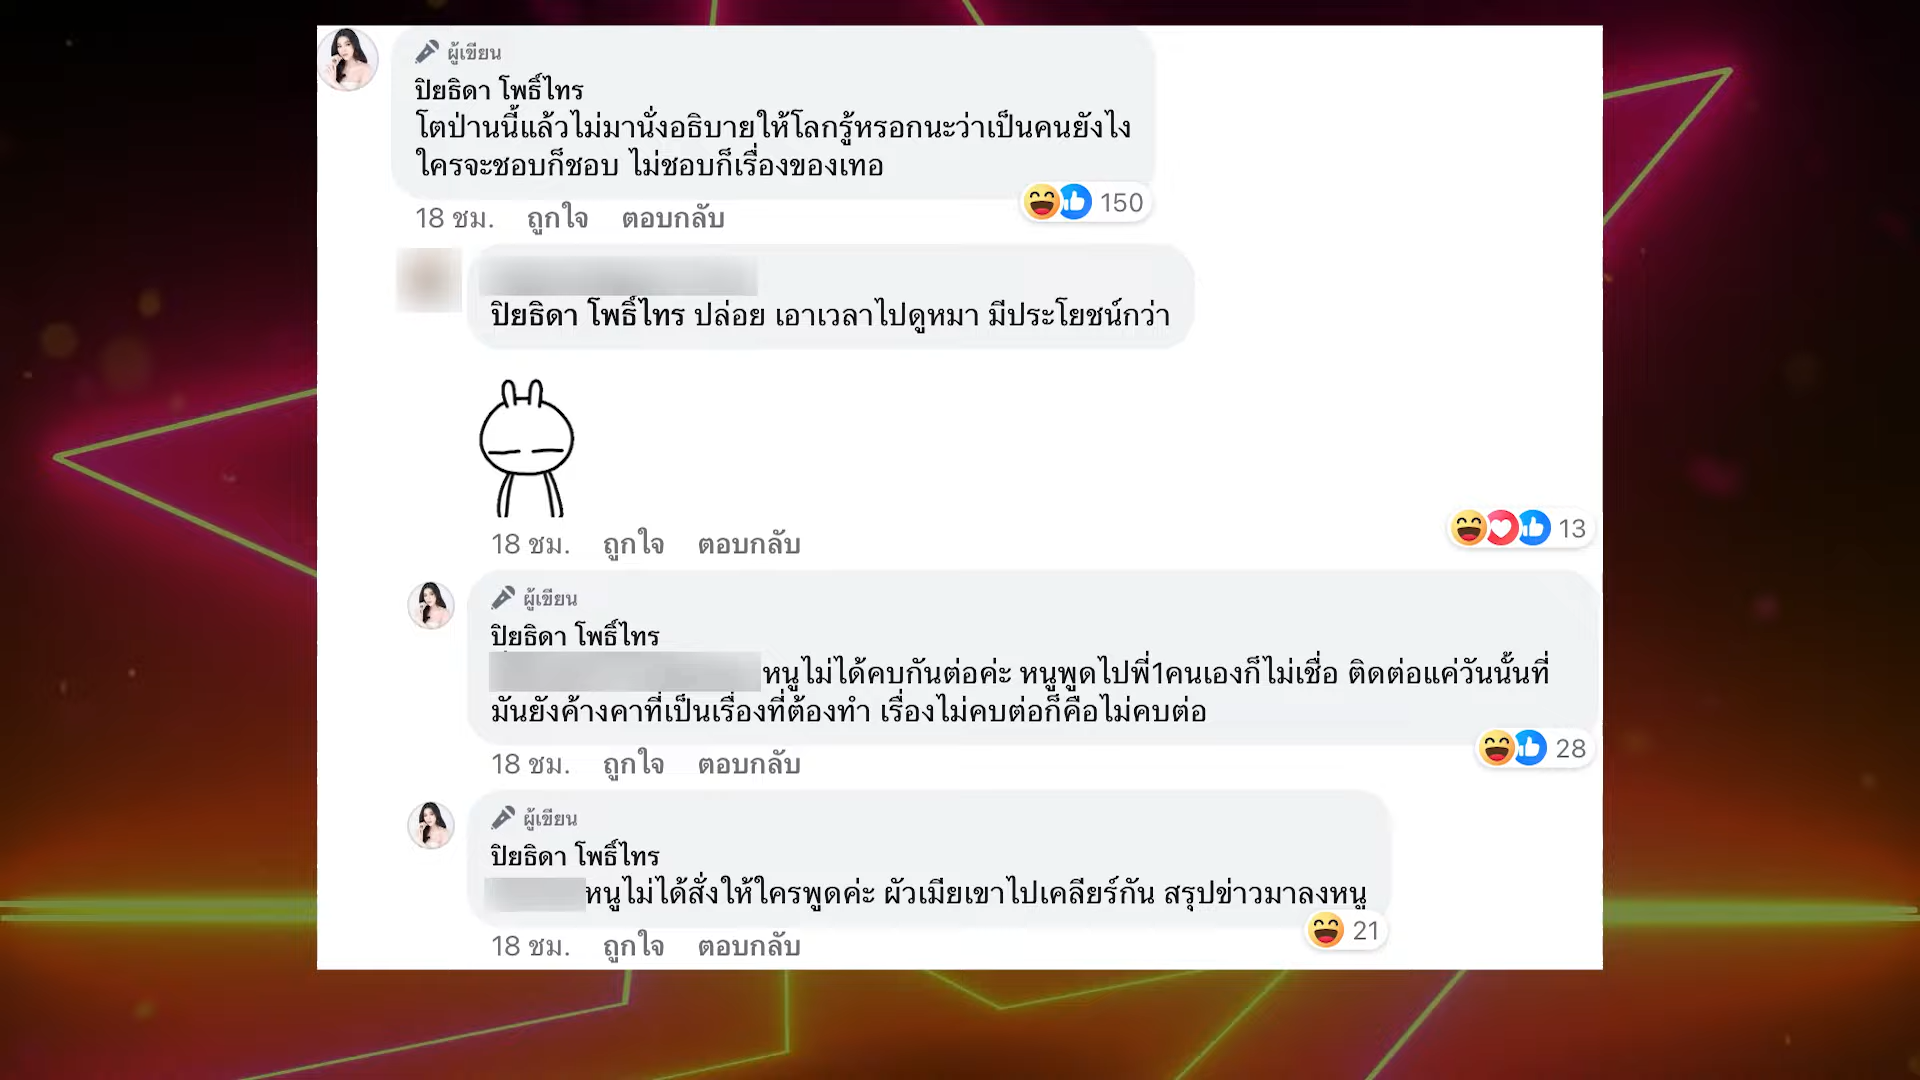 ผู้เขียน
ปิยธิดา โพธิ์ไทร
โตป่านนี้แล้วไม่มานั่งอธิบายให้โลกรู้หรอกนะว่าเป็นคนยังไง
ใครจะชอบก็ชอบ ไม่ชอบก็เรื่องของเทอ
150
18 ชม. ถูกใจ ตอบกลับ
ปิยธิดา โพธิ์ไทร ปล่อย เอาเวลาไปดูหมา มีประโยชน์กว่า
13
18 ชม. ถูกใจ ตอบกลับ
ผู้เขียน
ปิยธิดา โพธิ์ไทร
หนูไม่ได้คบกันต่อค่ะ หนูพูดไปพี่1คนเองก็ไม่เชื่อ ติดต่อแค่วันนั้นที่
มันยังค้างคาที่เป็นเรื่องที่ต้องทำ เรื่องไม่คบต่อก็คือไม่คบต่อ
28
18 ชม. ถูกใจ ตอบกลับ
ผู้เขียน
ปิยธิดา โพธิ์ไทร
หนูไม่ได้สั่งให้ใครพูดค่ะ ผัวเมียเขาไปเคลียร์กัน สรุปข่าวมาลงหนู
21
18 ชม. ถูกใจ ตอบกลับ